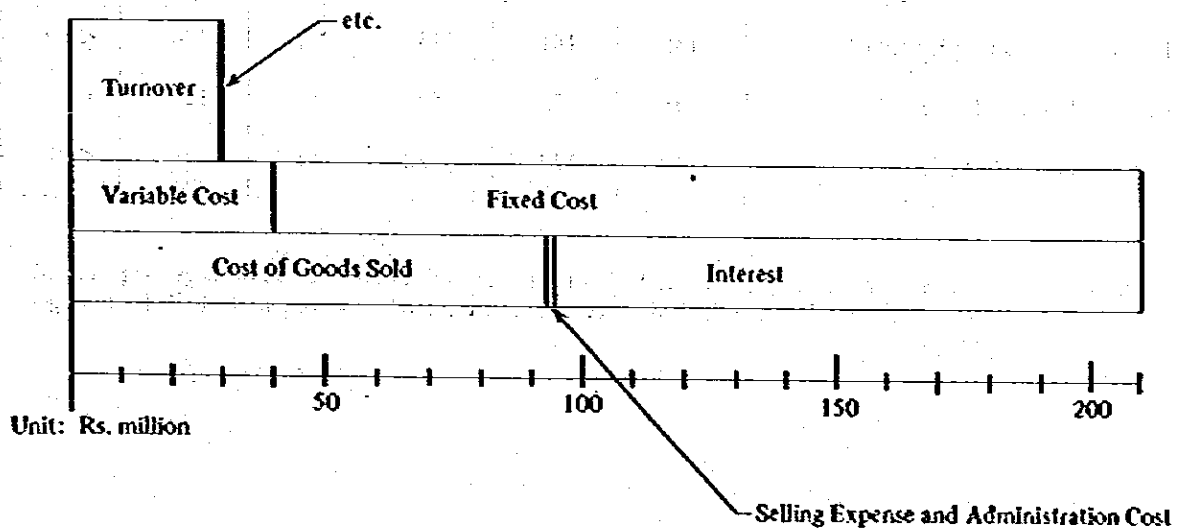 etc.
Turnover
Variable Cost
Fixed Cost
Cost of Goods Sold
Interest
50
100
150
200
Unit: Rs. million
Selling Expense and Administration Cost